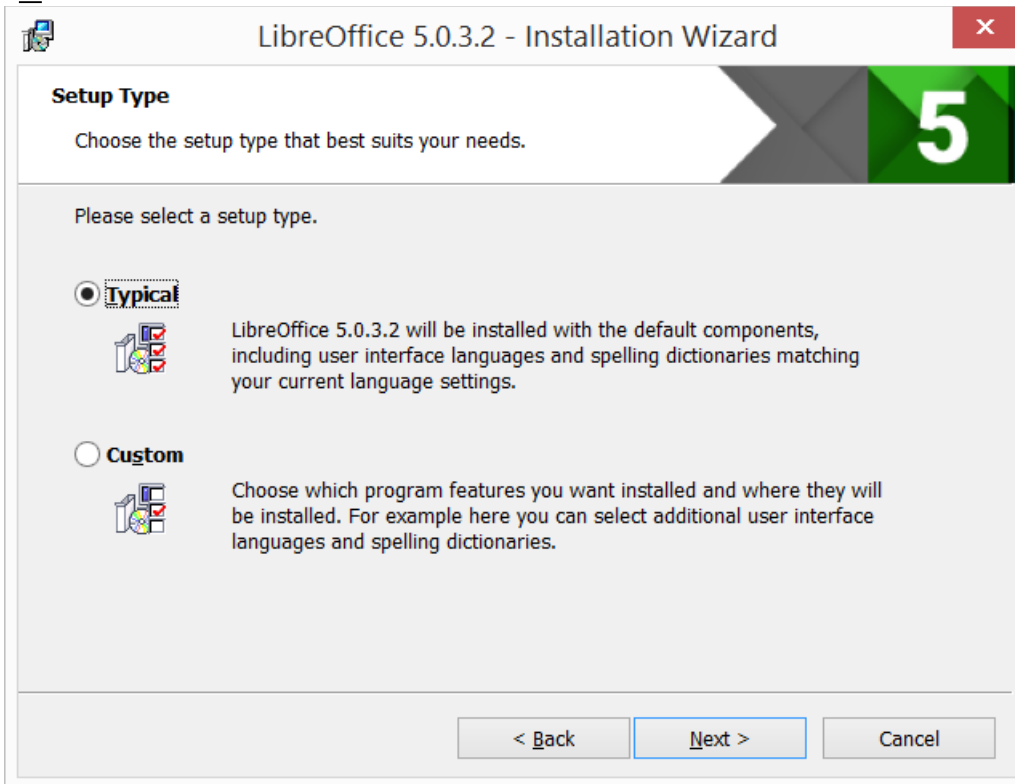 LibreOffice 5.0.3.2 - Installation Wizard
Setup Type
Choose the setup type that best suits your needs.
5
Please select a setup type.
Typical
LibreOffice 5.0.3.2 will be installed with the default components,
including user interface languages and spelling dictionaries matching
your current language settings.
Custom
Choose which program features you want installed and where they will
be installed. For example here you can select additional user interface
languages and spelling dictionaries.
< Back
Next >
Cancel